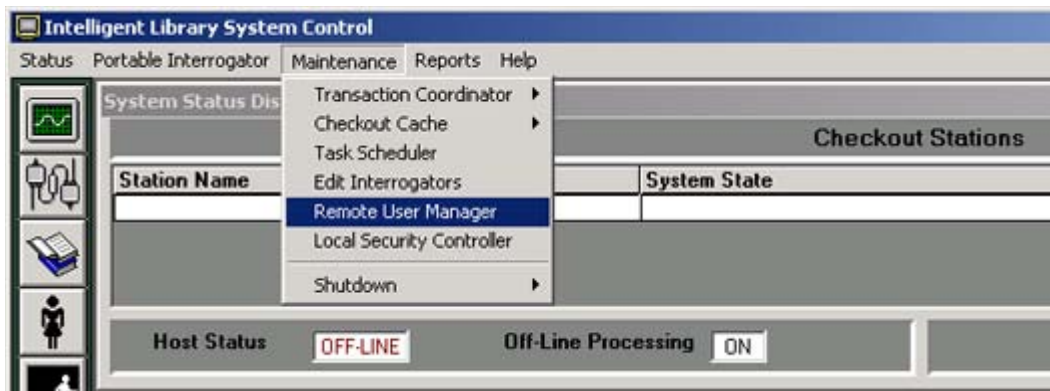 Intelligent Library System Control
Status Portable Interrogator Maintenance Reports Help
System Status Dis
Transaction Coordinator
Checkout Cache
Task Scheduler
Edit Interrogators
Remote User Manager
Local Security Controller
Shutdown
Checkout Stations
Station Name System State
Host Status OFF-LINE Off-Line Processing ON